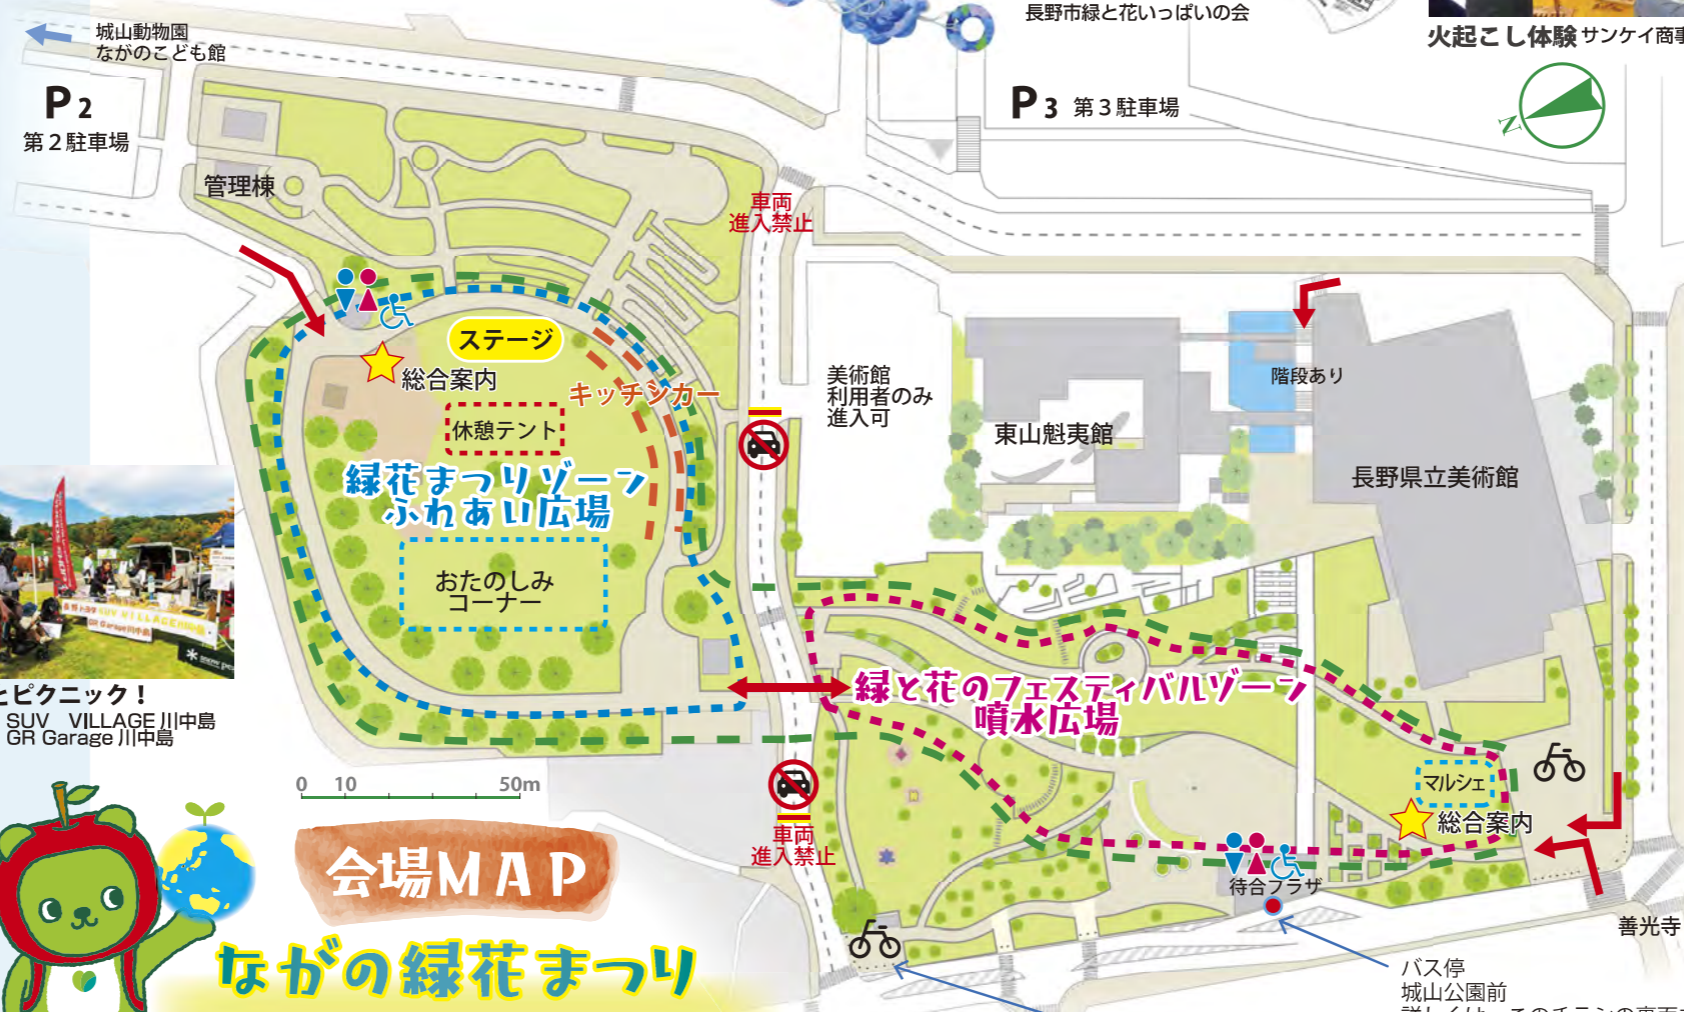 城山動物園
ながのこども館
長野市緑と花いっぱいの会
火起こし体験 サンケイ商事
P2
第2駐車場
P3 第3駐車場
N
管理棟
車両
進入禁止
ステージ
総合案内
キッチンカー
休憩テント
緑花まつりゾーン
ふれあい広場
おたのしみ
コーナー
美術館
利用者のみ
進入可
東山魁夷館
階段あり
長野県立美術館
とピクニック！
SUV VILLAGE 川中島
GR Garage 川中島
緑と花のフェスティバルゾーン
噴水広場
マルシェ
総合案内
0 10 50m
車両
進入禁止
待合プラザ
善光寺
バス停
城山公園前
会場MAP
ながの緑花まつり